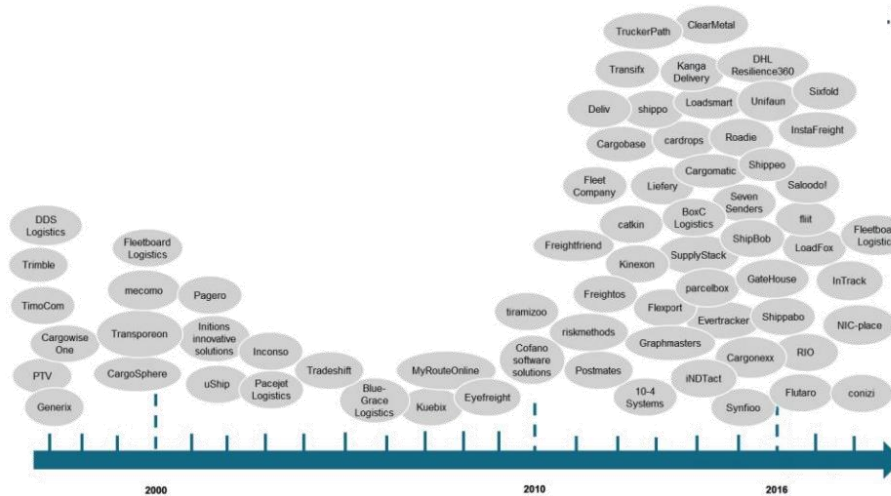 TruckerPath
ClearMetal
Transifx
Kanga
Delivery
DHL
Resilience360
Deliv
shippo
Loadsmart
Unifaun
Sixfold
Cargobase
cardrops
Roadie
InstaFreight
Fleet
Company
Liefery
Cargomatic
Shippeo
Saloodo!
DDS
Logistics
catkin
BoxC
Logistics
Seven
Senders
fliit
Fleetboard
Logistics
Freightfriend
SupplyStack
ShipBob
LoadFox
Fleetboa
Logistic
Trimble
Kinexon
mecomo
Pagero
Freightos
parcelbox
GateHouse
InTrack
TimoCom
Transporeon
Initions
innovative
solutions
tiramizoo
riskmethods
Flexport
Evertracker
Shippabo
NIC-place
Cargowise
One
Inconso
Cofano
software
solutions
Graphmasters
Cargonexx
RIO
PTV
CargoSphere
uShip
Pacejet
Logistics
Tradeshift
MyRouteOnline
Postmates
iNDTact
Generix
Blue-
Grace
Logistics
Kuebix
Eyefreight
10-4
Systems
Synfioo
Flutaro
conizi
2000
2010
2016